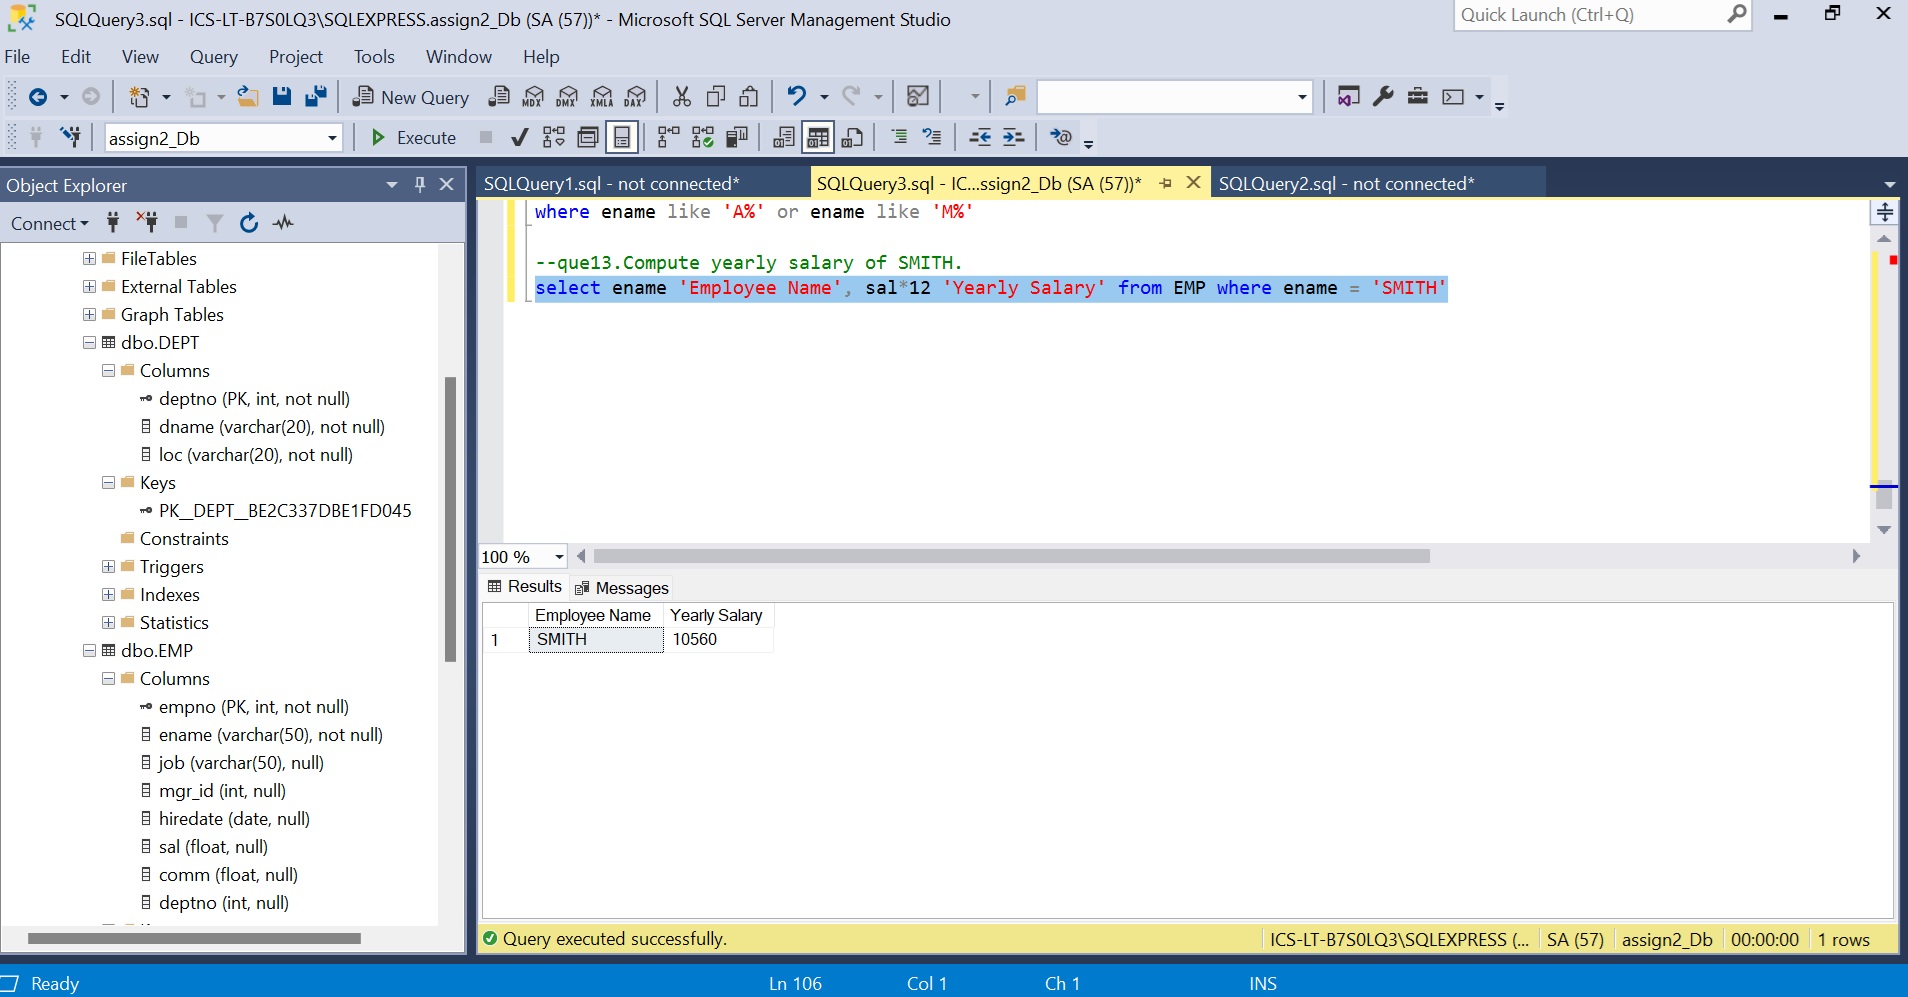 SQLQuery3.sql - ICS-LT-B7S0LQ3\SQLEXPRESS.assign2_Db (SA (57))* - Microsoft SQL Server Management Studio
Quick Launch (Ctrl+Q)
File Edit View Query Project Tools Window Help
New Query MDX DMX XMLA DAX
assign2_Db Execute
Object Explorer
Connect
FileTables
External Tables
Graph Tables
dbo.DEPT
Columns
deptno (PK, int, not null)
dname (varchar(20), not null)
loc (varchar(20), not null)
Keys
PK__DEPT__BE2C337DBE1FD045
Constraints
Triggers
Indexes
Statistics
dbo.EMP
Columns
empno (PK, int, not null)
ename (varchar(50), not null)
job (varchar(50), null)
mgr_id (int, null)
hiredate (date, null)
sal (float, null)
comm (float, null)
deptno (int, null)
SQLQuery1.sql - not connected* SQLQuery3.sql - IC...ssign2_Db (SA (57))* SQLQuery2.sql - not connected*
where ename like 'A%' or ename like 'M%'
--que13.Compute yearly salary of SMITH.
select ename 'Employee Name', sal*12 'Yearly Salary' from EMP where ename = 'SMITH'
100 %
Results Messages
Employee Name Yearly Salary
1 SMITH 10560
Query executed successfully. ICS-LT-B7S0LQ3\SQLEXPRESS (... SA (57) assign2_Db 00:00:00 1 rows
Ready Ln 106 Col 1 Ch 1 INS